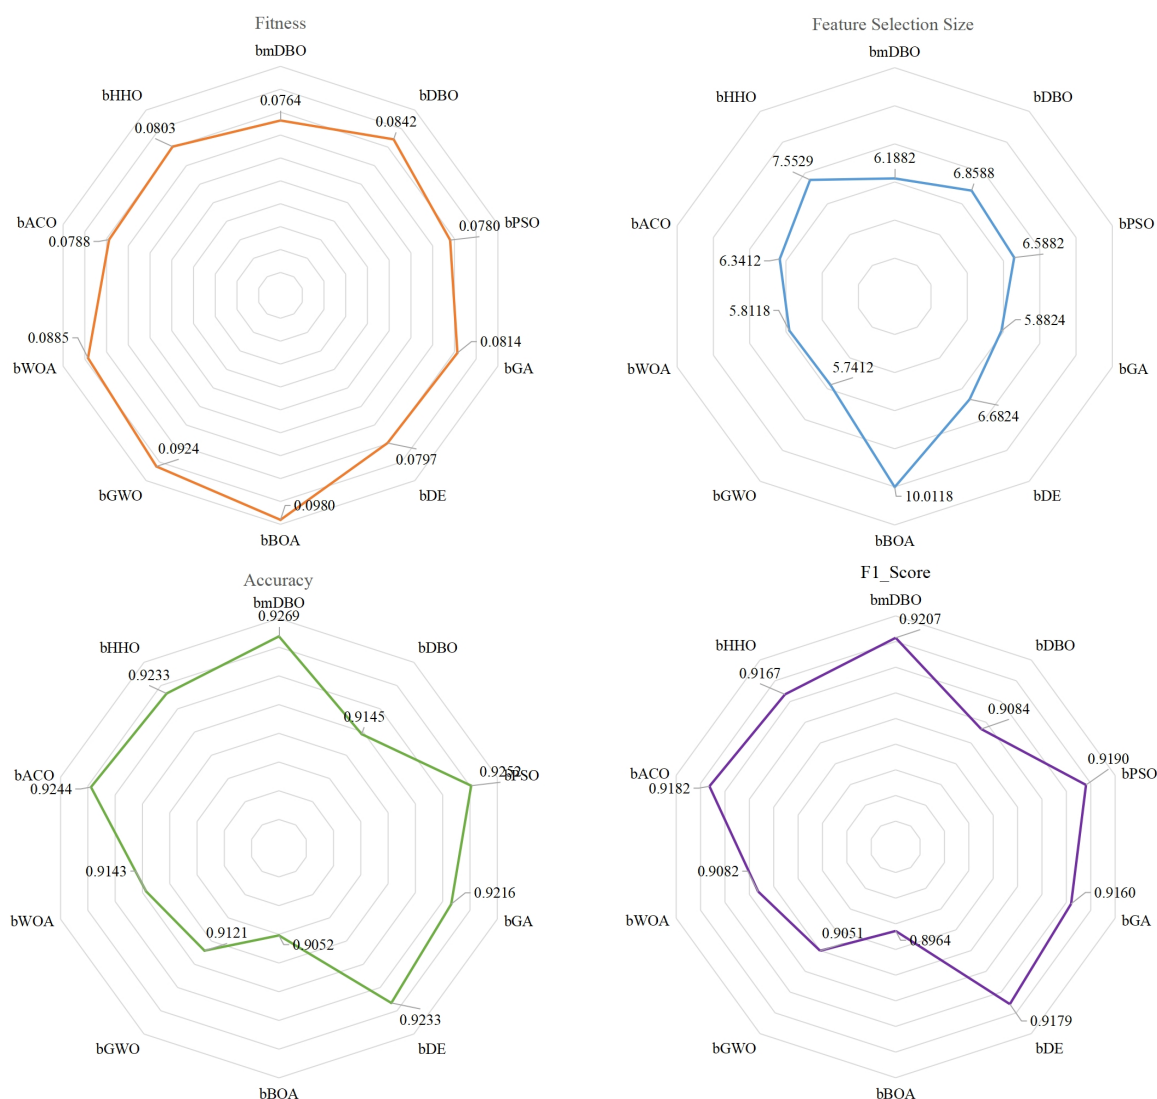 Fitness
bmDBO
0.0764
bDBO
0.0842
bPSO
0.0780
bGA
0.0814
bDE
0.0797
bBOA
0.0980
bGWO
0.0924
bWOA
0.0885
bACO
0.0788
bHHO
0.0803
Feature Selection Size
bmDBO
6.1882
bDBO
6.8588
bPSO
6.5882
bGA
5.8824
bDE
6.6824
bBOA
10.0118
bGWO
5.7412
bWOA
5.8118
bACO
6.3412
bHHO
7.5529
Accuracy
bmDBO
0.9269
bDBO
0.9145
bPSO
0.9252
bGA
0.9216
bDE
0.9233
bBOA
0.9052
bGWO
0.9121
bWOA
0.9143
bACO
0.9244
bHHO
0.9233
F1_Score
bmDBO
0.9207
bDBO
0.9084
bPSO
0.9190
bGA
0.9160
bDE
0.9179
bBOA
0.8964
bGWO
0.9051
bWOA
0.9082
bACO
0.9182
bHHO
0.9167